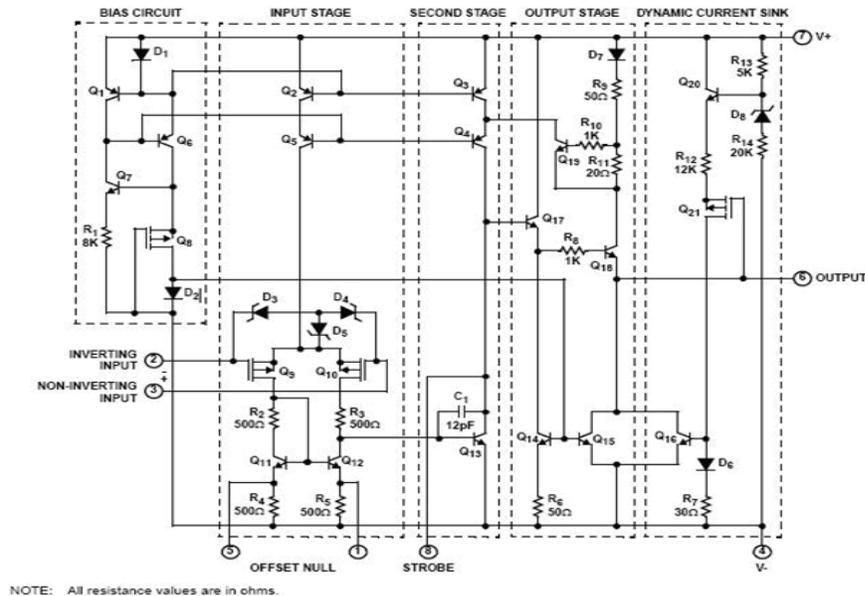 BIAS CIRCUIT
INPUT STAGE
SECOND STAGE
OUTPUT STAGE
DYNAMIC CURRENT SINK
7
V+
D1
D7
R13
5K
Q1
Q2
Q3
R9
50Ω
Q20
D8
Q6
Q5
Q4
R10
1K
Q19
R11
20Ω
R14
20K
R12
12K
Q7
Q21
R1
8K
Q8
Q17
R8
1K
Q18
6
OUTPUT
D2
D3
D4
D5
INVERTING
INPUT
2
-
+
NON-INVERTING
INPUT
3
Q9
Q10
R2
500Ω
R3
500Ω
C1
12pF
Q13
Q14
Q15
Q16
Q11
Q12
D6
R4
500Ω
R5
500Ω
R6
50Ω
R7
30Ω
5
1
8
4
OFFSET NULL
STROBE
V-
NOTE: All resistance values are in ohms.